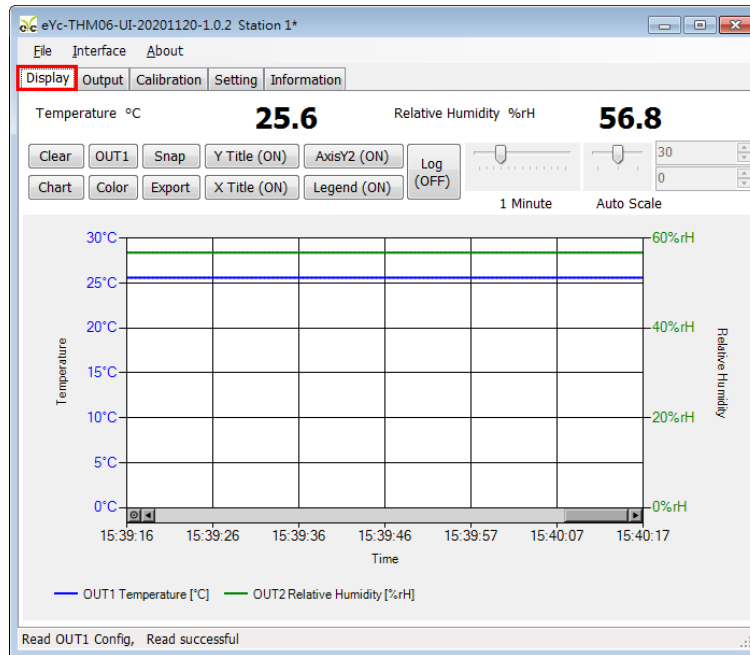 eYc eYc-THM06-UI-20201120-1.0.2 Station 1*
File Interface About
Display Output Calibration Setting Information
Temperature °C 25.6 Relative Humidity %rH 56.8
Clear OUT1 Snap Y Title (ON) AxisY2 (ON) Log (OFF) 30
Chart Color Export X Title (ON) Legend (ON) 0
1 Minute Auto Scale
30°C 60%rH
25°C
20°C 40%rH
15°C
10°C 20%rH
5°C
0°C 0%rH
Temperature
Relative Humidity
15:39:16 15:39:26 15:39:36 15:39:46 15:39:57 15:40:07 15:40:17
Time
OUT1 Temperature [°C] OUT2 Relative Humidity [%rH]
Read OUT1 Config, Read successful